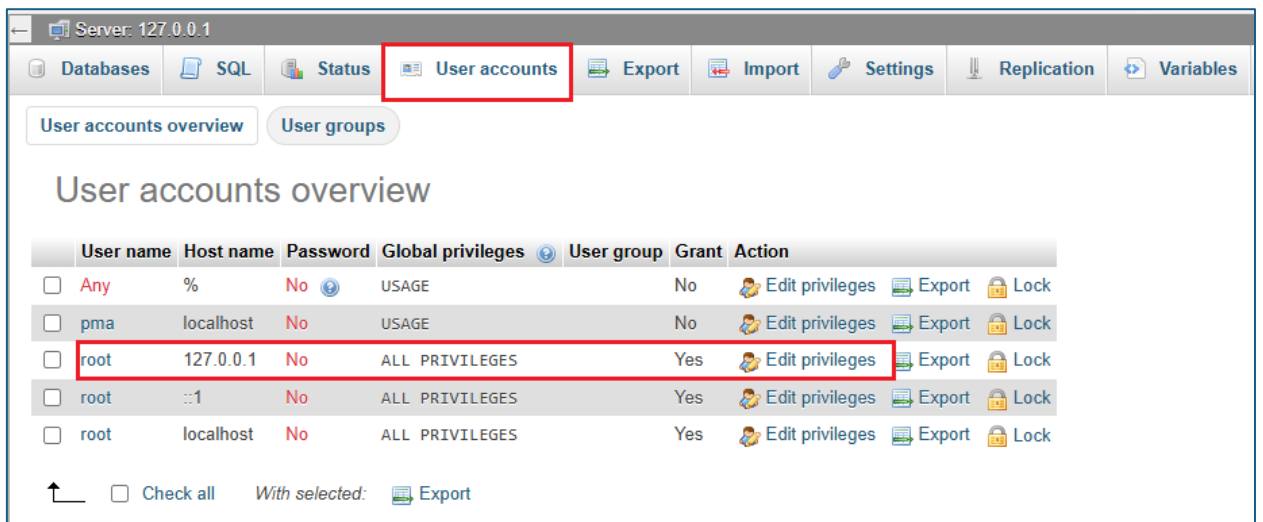 Server: 127.0.0.1
Databases SQL Status User accounts Export Import Settings Replication Variables
User accounts overview User groups
User accounts overview
User name Host name Password Global privileges User group Grant Action
Any % No USAGE No Edit privileges Export Lock
pma localhost No USAGE No Edit privileges Export Lock
root 127.0.0.1 No ALL PRIVILEGES Yes Edit privileges Export Lock
root ::1 No ALL PRIVILEGES Yes Edit privileges Export Lock
root localhost No ALL PRIVILEGES Yes Edit privileges Export Lock
Check all With selected: Export